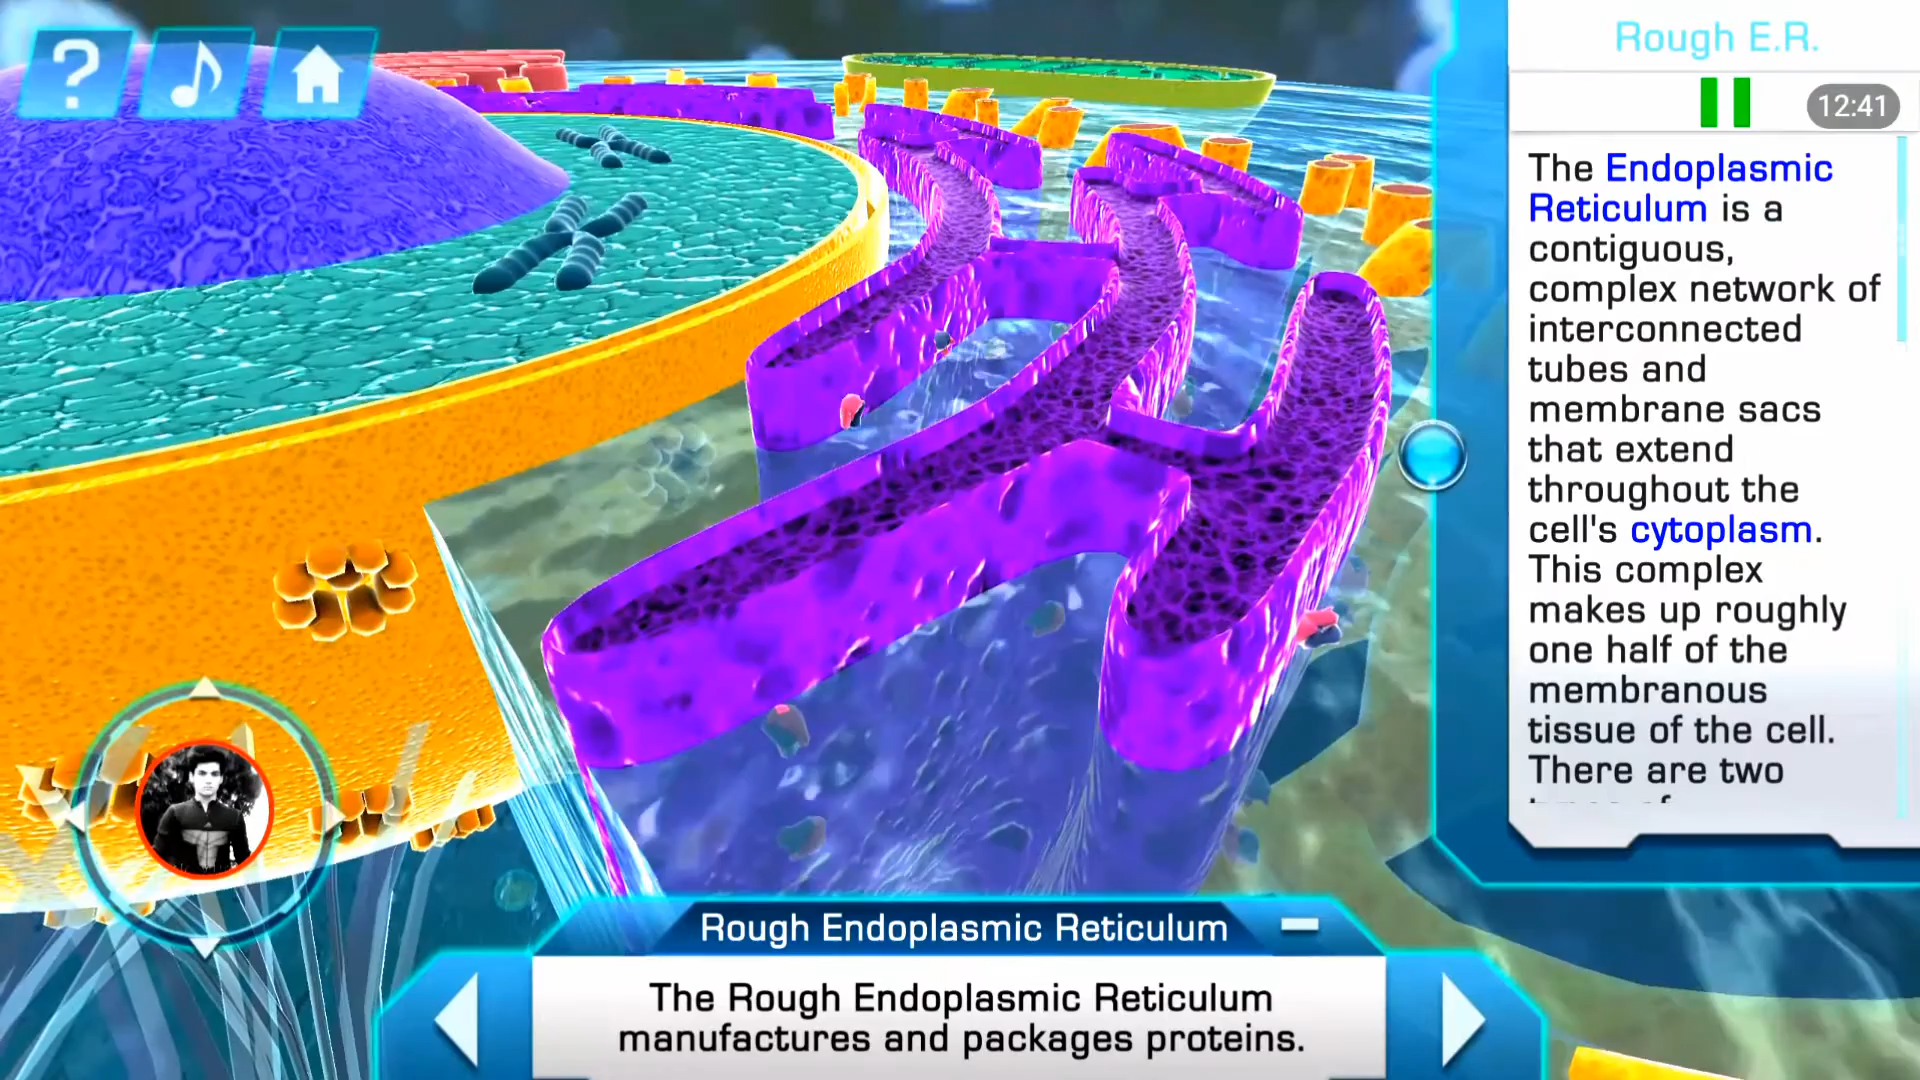 ?
Rough E.R.
12:41
The Endoplasmic
Reticulum is a
contiguous,
complex network of
interconnected
tubes and
membrane sacs
that extend
throughout the
cell's cytoplasm.
This complex
makes up roughly
one half of the
membranous
tissue of the cell.
There are two
Rough Endoplasmic Reticulum
The Rough Endoplasmic Reticulum
manufactures and packages proteins.